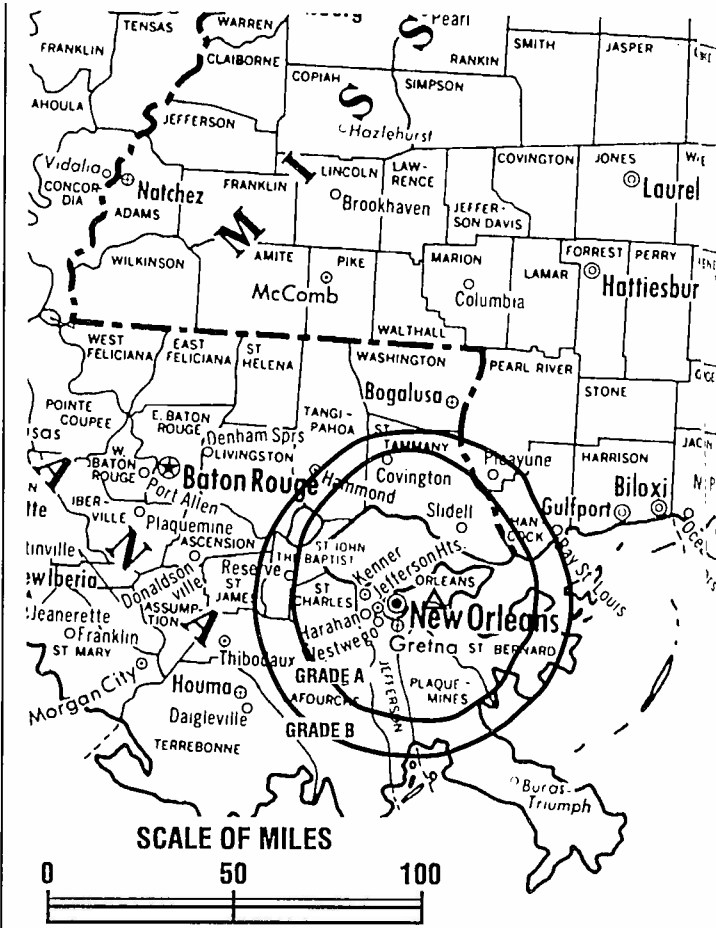 TENSAS
WARREN
Pearl
S
FRANKLIN
CLAIBORNE
RANKIN
SMITH
JASPER
COPIAH
SIMPSON
S
AHOULA
JEFFERSON
Hazlehurst
Vidalia
Natchez
CONCOR-
DIA
FRANKLIN
I
LINCOLN
Brookhaven
LAW-
RENCE
COVINGTON
JONES
Laurel
ADAMS
JEFFER-
SON DAVIS
M
WILKINSON
AMITE
PIKE
MARION
LAMAR
FORREST
PERRY
McComb
Columbia
Hattiesbur
WALTHALL
WEST
FELICIANA
EAST
FELICIANA
ST
HELENA
WASHINGTON
PEARL RIVER
Bogalusa
STONE
POINTE
COUPEE
E. BATON
ROUGE
TANGI-
PAHOA
ST
TAMMANY
Denham Sprs
LIVINGSTON
W.
BATON
ROUGE
Baton Rouge
Port Allen
Hammond
Covington
Picayune
HARRISON
A
IBER-
VILLE
Plaquemine
Slidell
HAN-
COCK
Gulfport
Biloxi
N
ASCENSION
ST JOHN
THE BAPTIST
Bay St Louis
ew Iberia
Donaldson
ville
Reserve
ST
JAMES
ST
CHARLES
Kenner
Jefferson Hts.
ORLEANS
Jeanerette
ASSUMP-
TION
A
Harahan
Westwego
New Orleans
Franklin
ST MARY
Thibodaux
Gretna
ST BERNARD
Morgan City
GRADE A
JEFFERSON
PLAQUE-
MINES
Houma
AFOURCHE
Daigleville
GRADE B
TERREBONNE
Buras-
Triumph
SCALE OF MILES
0 50 100